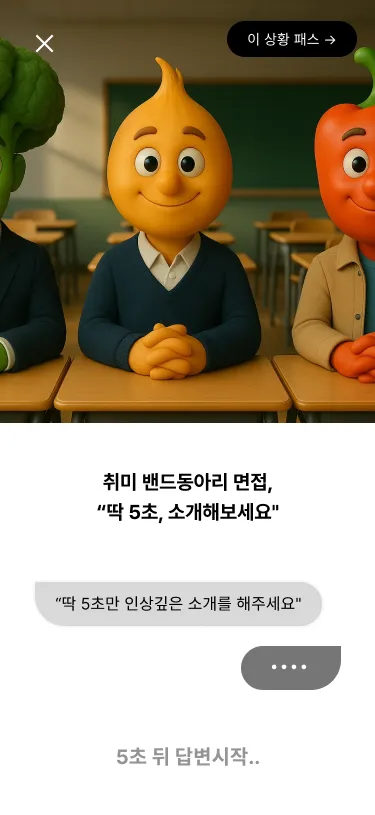 이 상황 패스 →
취미 밴드동아리 면접,
“딱 5초, 소개해보세요"
“딱 5초만 인상깊은 소개를 해주세요"
5초 뒤 답변시작..